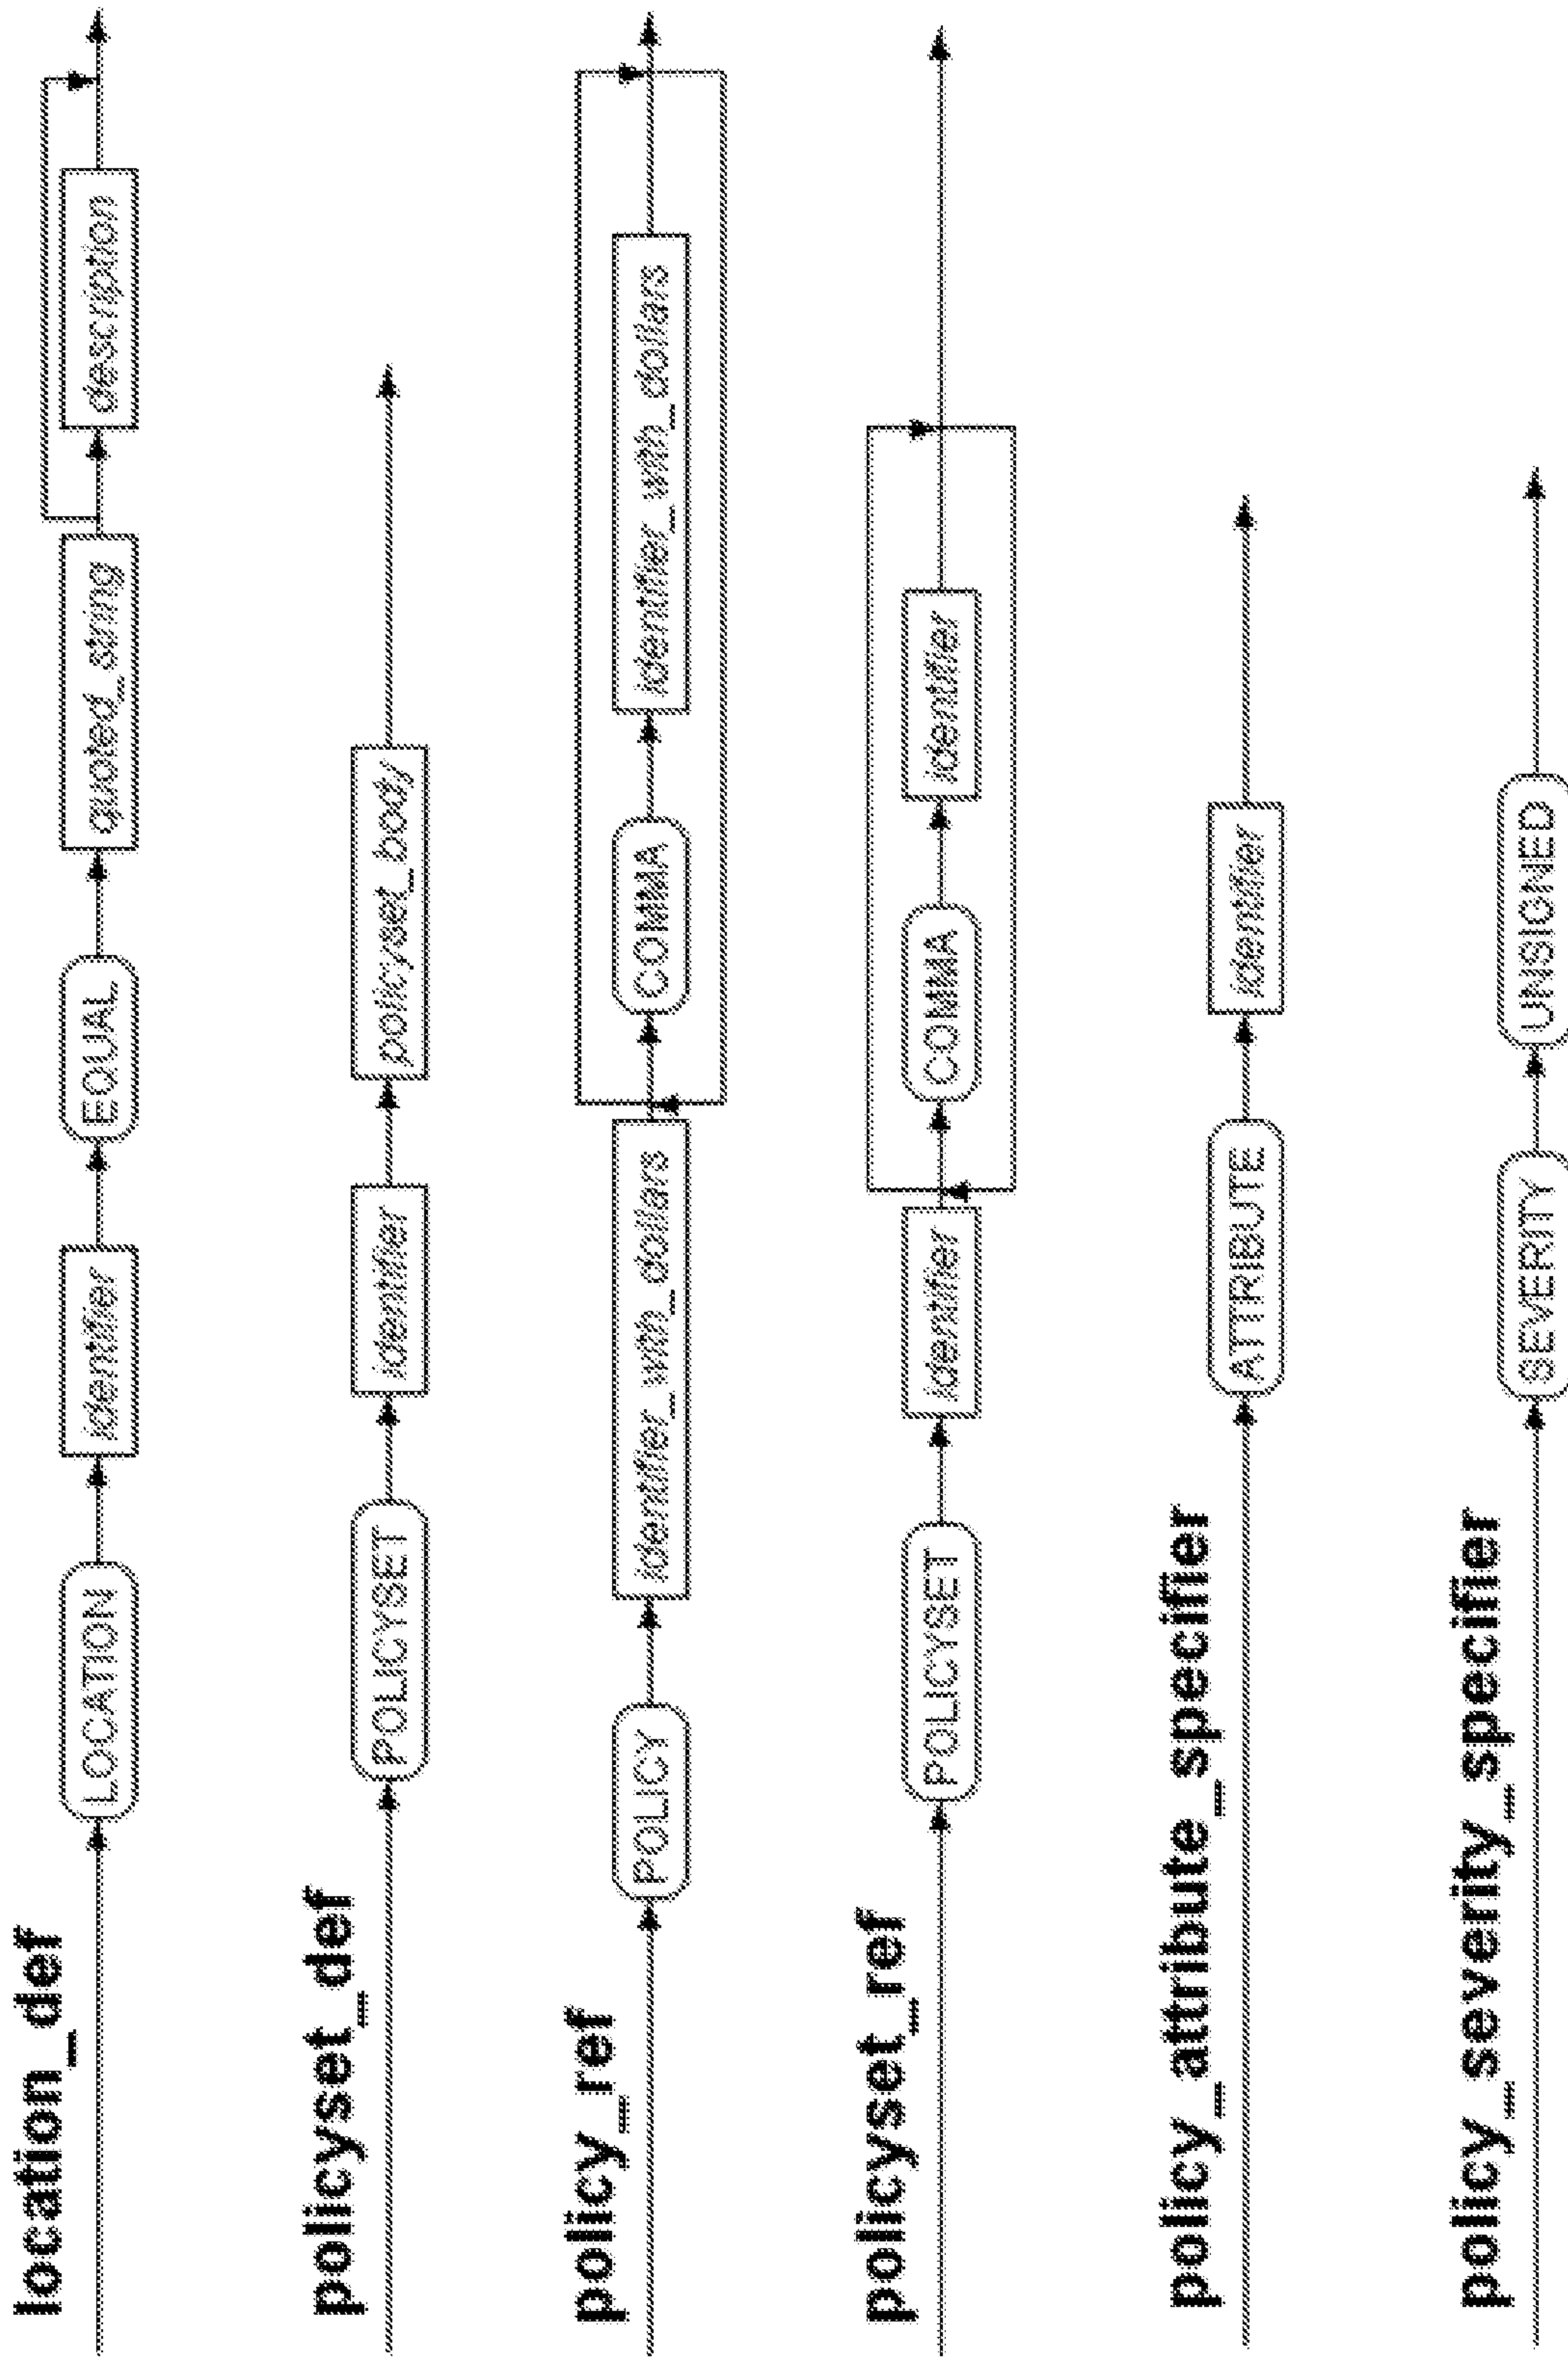 location_def
LOCATION identifier EQUAL quoted_string description
policyset_def
POLICYSET identifier policyset_body
policy_ref
POLICY identifier_with_dollars COMMA identifier_with_dollars
policyset_ref
POLICYSET identifier COMMA identifier
policy_attribute_specifier
ATTRIBUTE identifier
policy_severity_specifier
SEVERITY UNSIGNED